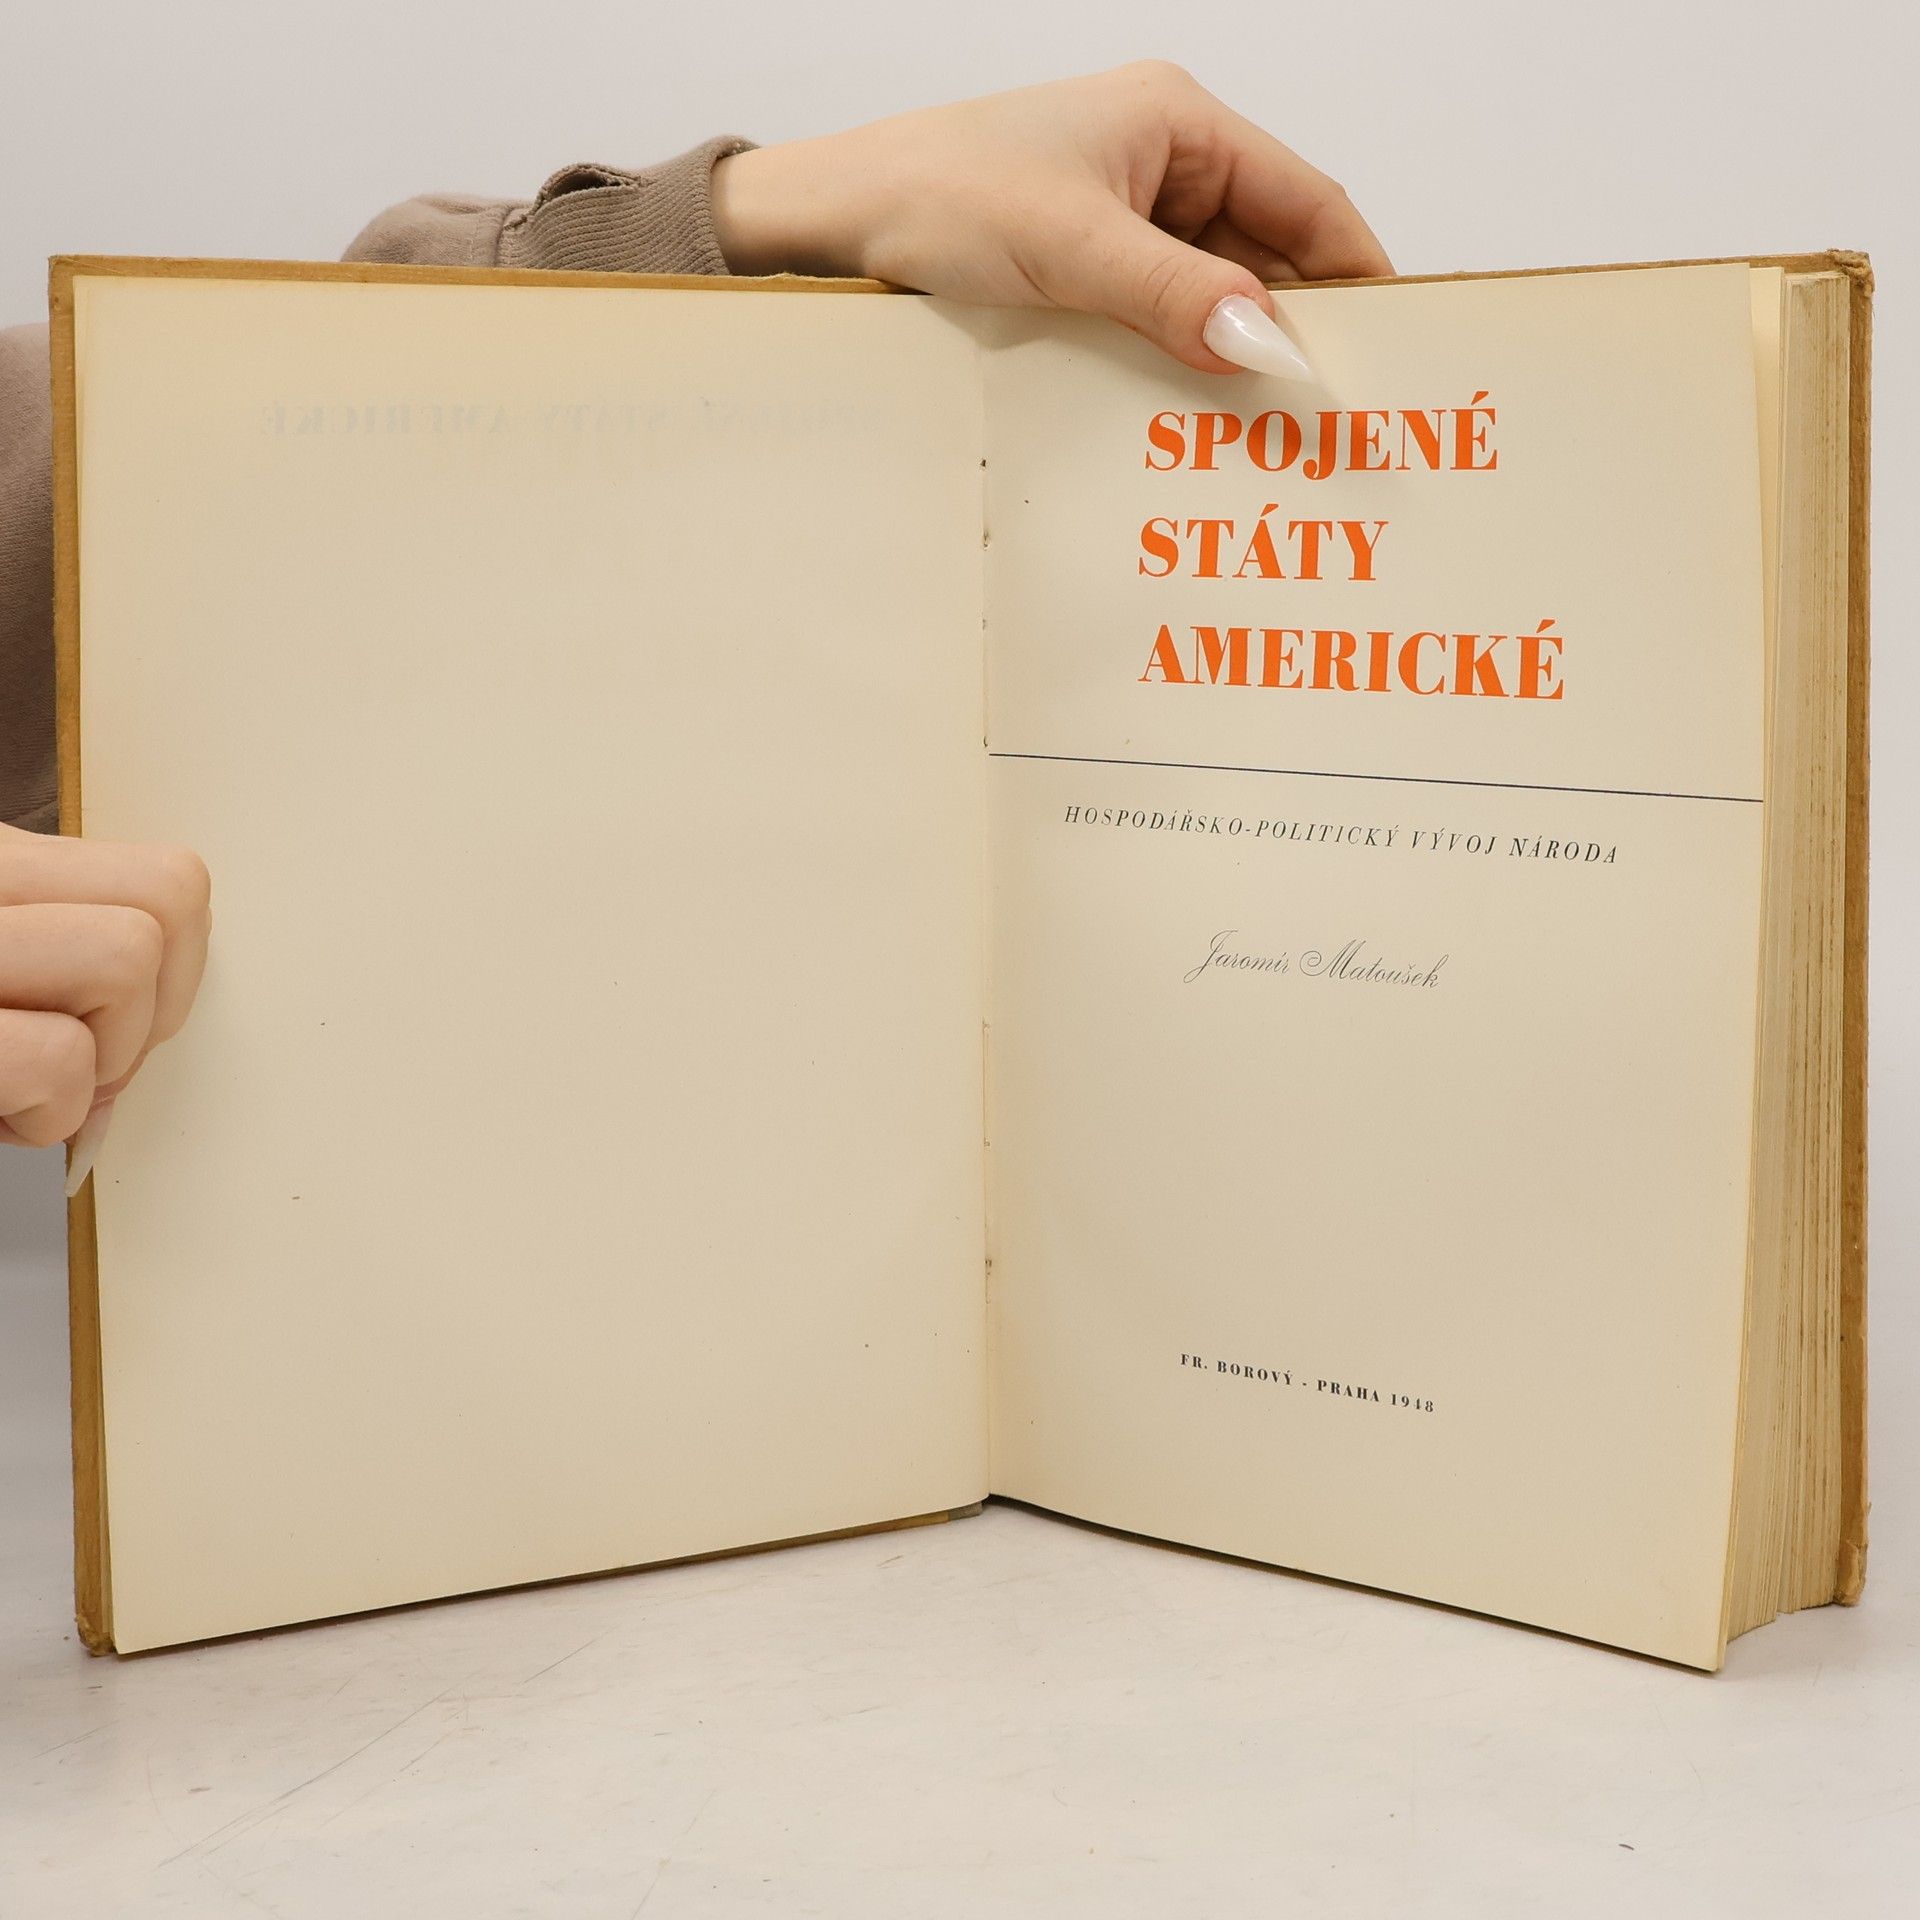 SPOJENÉ
STÁTY
AMERICKÉ
HOSPODÁŘSKO-POLITICKÝ VÝVOJ NÁRODA
Jaromír Matoušek
FR. BOROVÝ - PRAHA 1948